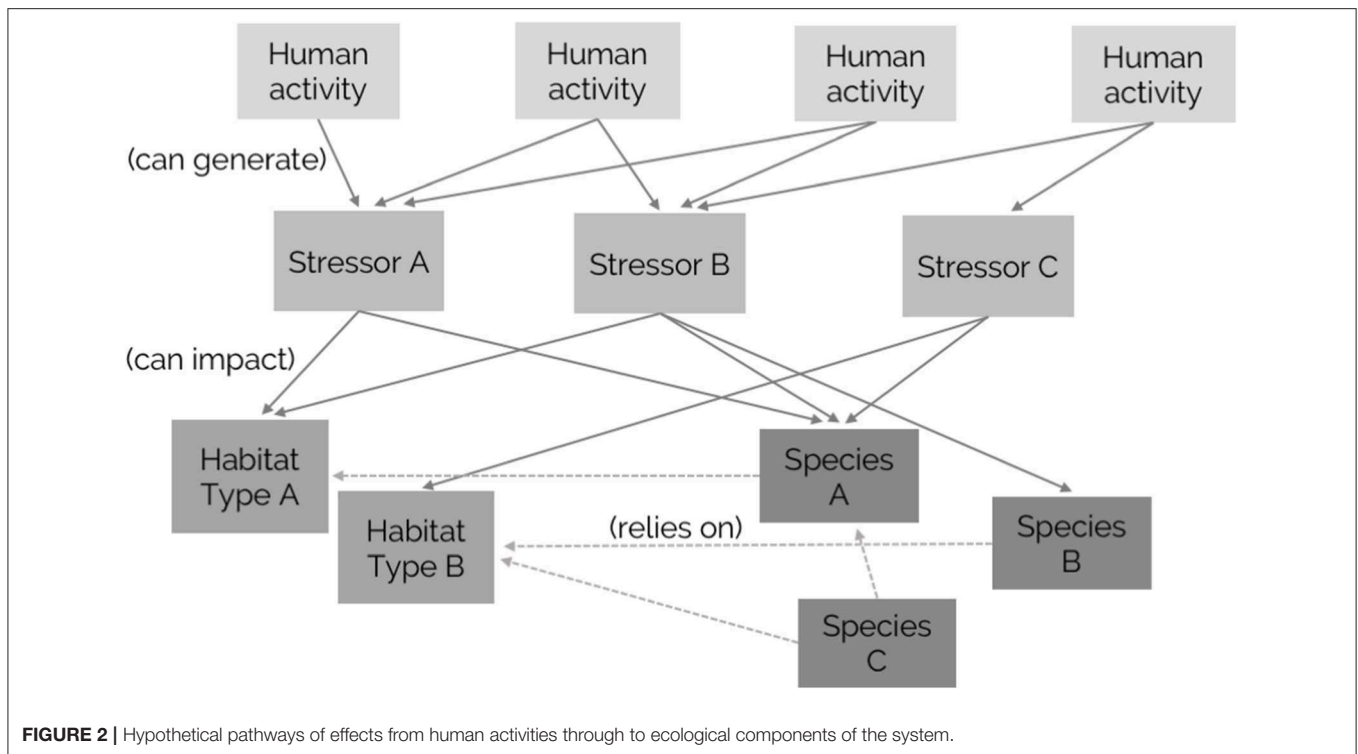 Human
activity
Human
activity
Human
activity
Human
activity
(can generate)
Stressor A
Stressor B
Stressor C
(can impact)
Habitat
Type A
Species
A
Habitat
Type B
(relies on)
Species
B
Species
C
FIGURE 2 | Hypothetical pathways of effects from human activities through to ecological components of the system.